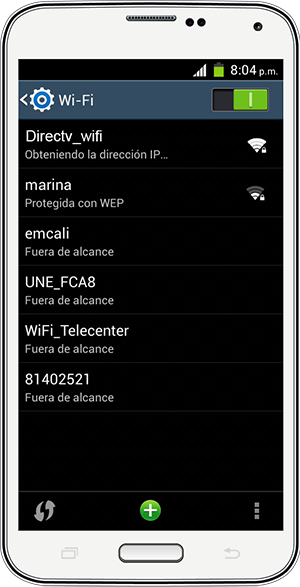 8:04 p.m.
Wi-Fi
Directv_wifi
Obteniendo la dirección IP...
marina
Protegida con WEP
emcali
Fuera de alcance
UNE_FCA8
Fuera de alcance
WiFi_Telecenter
Fuera de alcance
81402521
Fuera de alcance